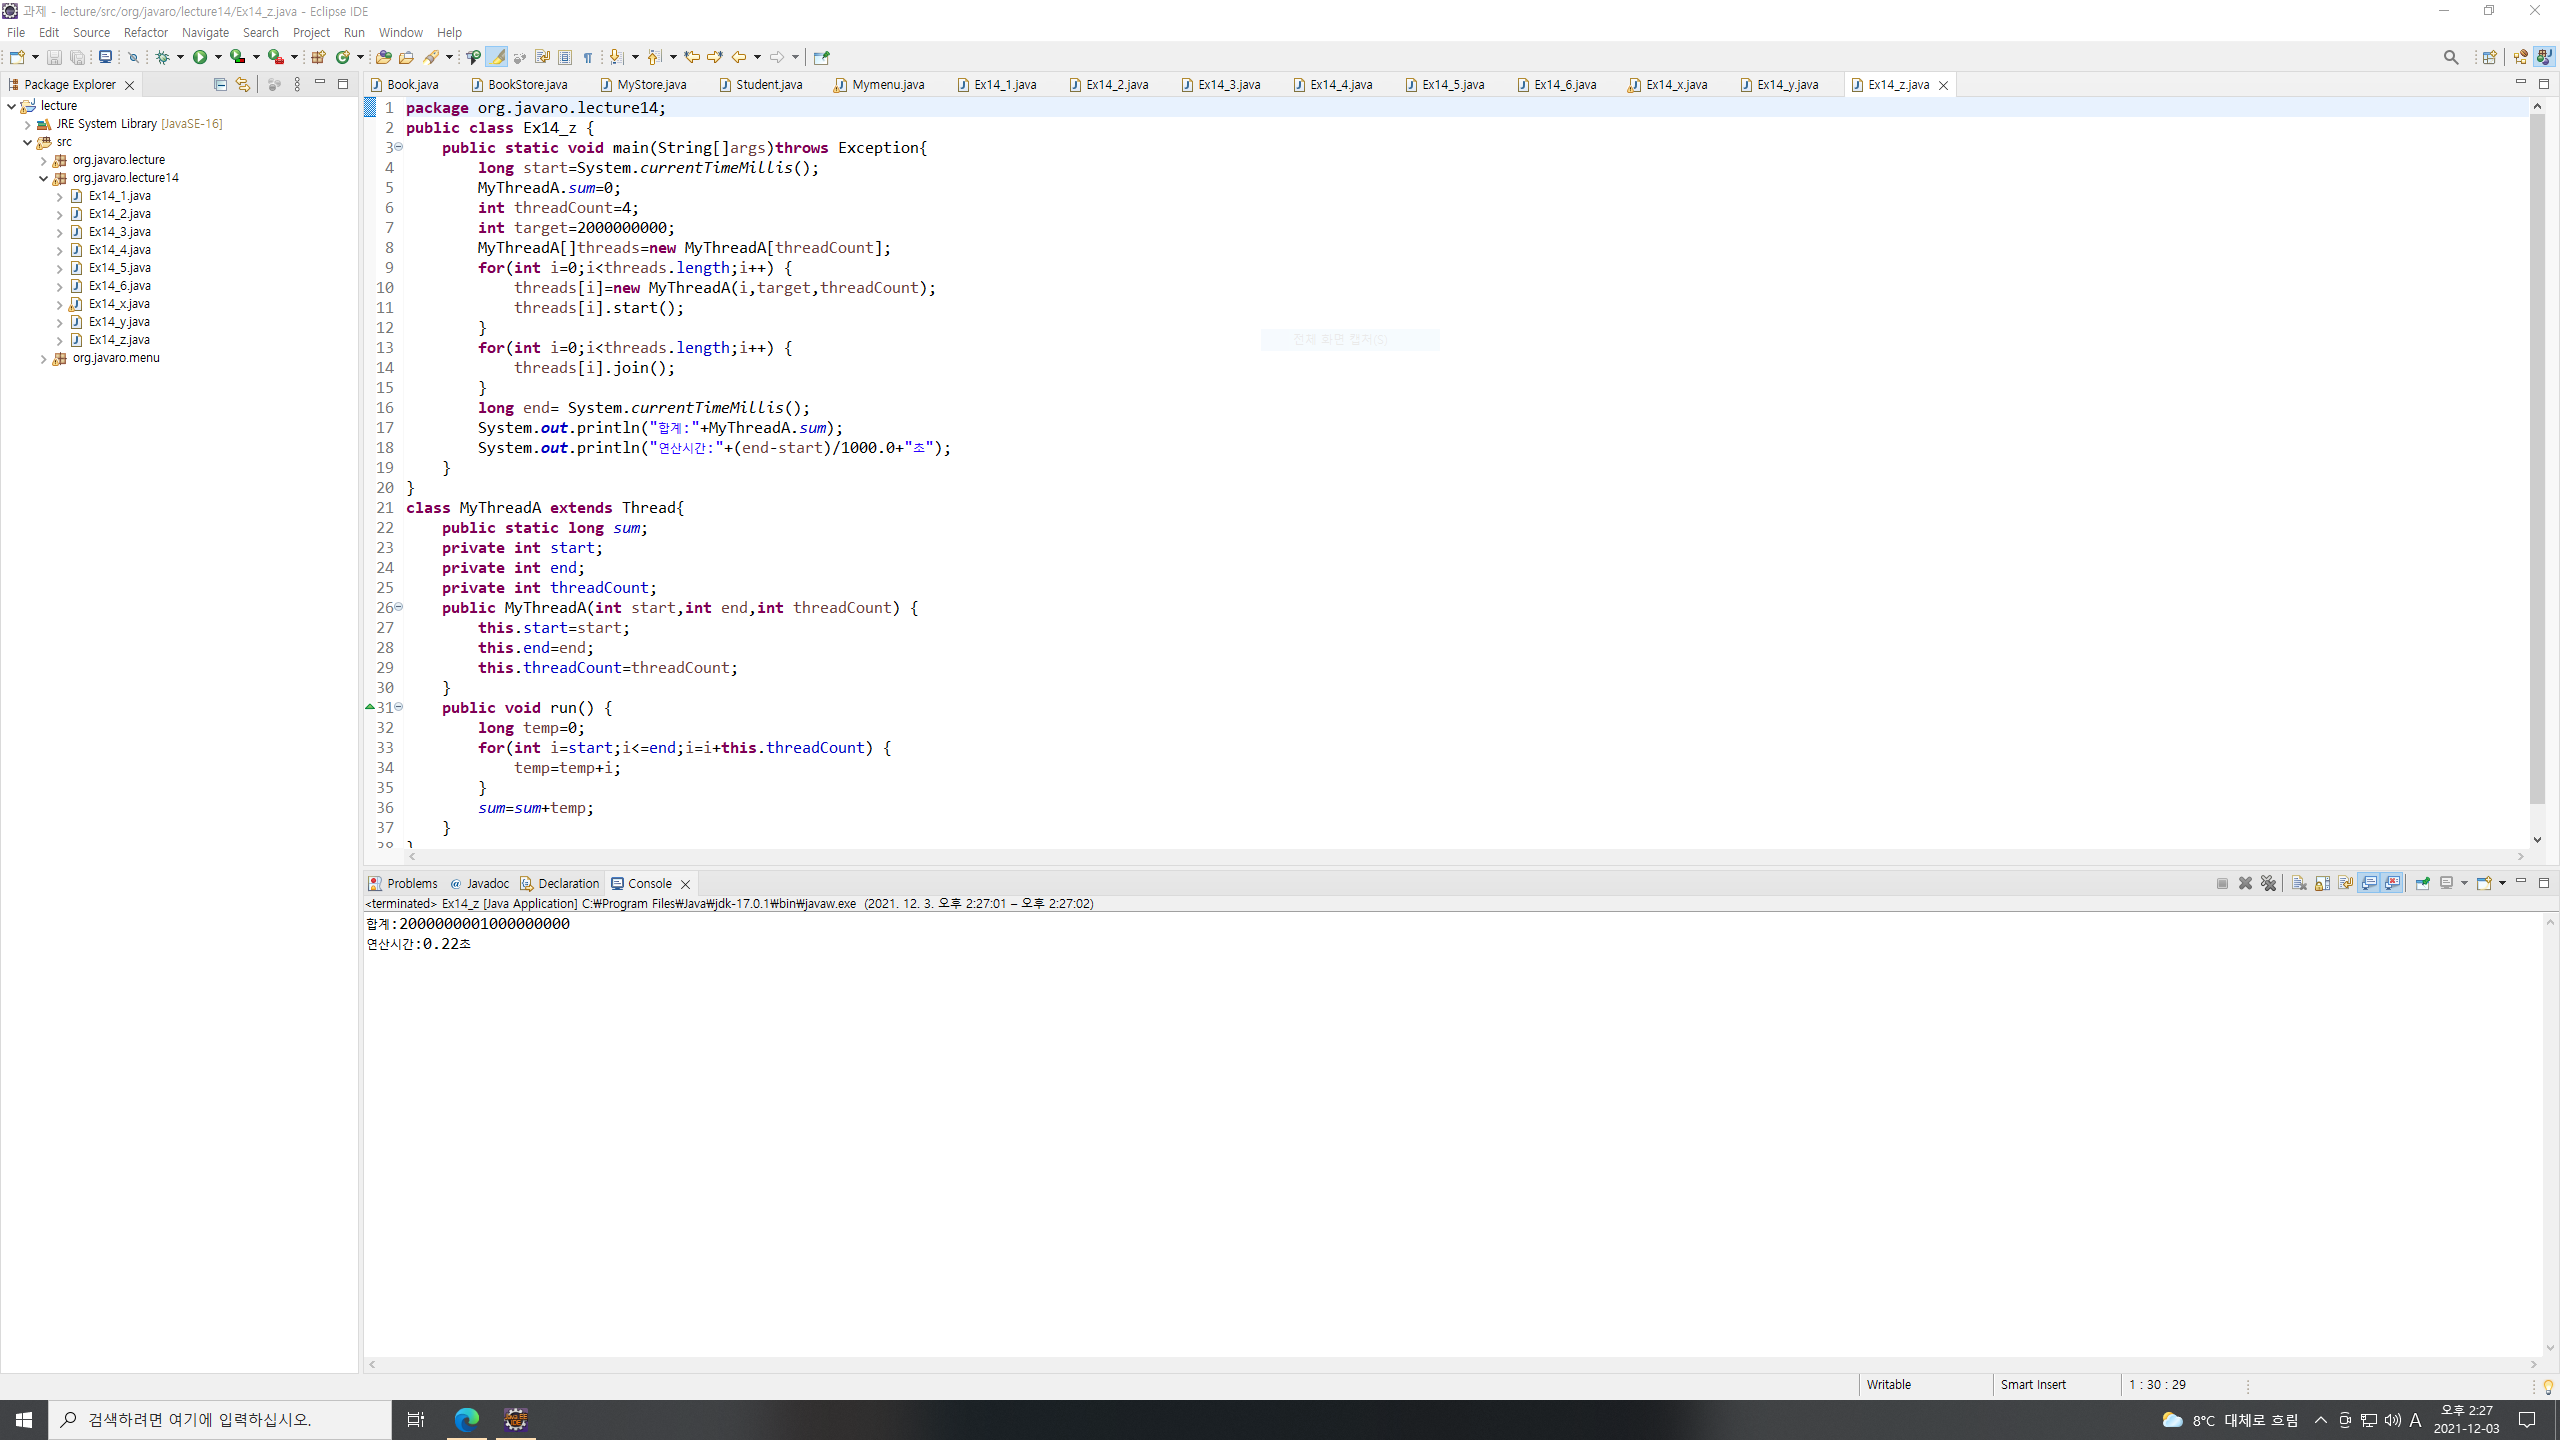 과제 - lecture/src/org/javaro/lecture14/Ex14_z.java - Eclipse IDE
File Edit Source Refactor Navigate Search Project Run Window Help
Package Explorer
lecture
JRE System Library [JavaSE-16]
src
org.javaro.lecture
org.javaro.lecture14
Ex14_1.java
Ex14_2.java
Ex14_3.java
Ex14_4.java
Ex14_5.java
Ex14_6.java
Ex14_x.java
Ex14_y.java
Ex14_z.java
org.javaro.menu
Book.java BookStore.java MyStore.java Student.java Mymenu.java Ex14_1.java Ex14_2.java Ex14_3.java Ex14_4.java Ex14_5.java Ex14_6.java Ex14_x.java Ex14_y.java Ex14_z.java
1 package org.javaro.lecture14;
2 public class Ex14_z {
3 public static void main(String[]args)throws Exception{
4 long start=System.currentTimeMillis();
5 MyThreadA.sum=0;
6 int threadCount=4;
7 int target=2000000000;
8 MyThreadA[]threads=new MyThreadA[threadCount];
9 for(int i=0;i<threads.length;i++) {
10 threads[i]=new MyThreadA(i,target,threadCount);
11 threads[i].start();
12 }
13 for(int i=0;i<threads.length;i++) {
14 threads[i].join();
15 }
16 long end= System.currentTimeMillis();
17 System.out.println("합계:"+MyThreadA.sum);
18 System.out.println("연산시간:"+(end-start)/1000.0+"초");
19 }
20 }
21 class MyThreadA extends Thread{
22 public static long sum;
23 private int start;
24 private int end;
25 private int threadCount;
26 public MyThreadA(int start,int end,int threadCount) {
27 this.start=start;
28 this.end=end;
29 this.threadCount=threadCount;
30 }
31 public void run() {
32 long temp=0;
33 for(int i=start;i<=end;i=i+this.threadCount) {
34 temp=temp+i;
35 }
36 sum=sum+temp;
37 }
38 }
전체 화면 캡처(S)
Problems Javadoc Declaration Console
<terminated> Ex14_z [Java Application] C:₩Program Files₩Java₩jdk-17.0.1₩bin₩javaw.exe (2021. 12. 3. 오후 2:27:01 – 오후 2:27:02)
합계:2000000001000000000
연산시간:0.22초
Writable Smart Insert 1 : 30 : 29
검색하려면 여기에 입력하십시오.
8°C 대체로 흐림 A 오후 2:27
2021-12-03